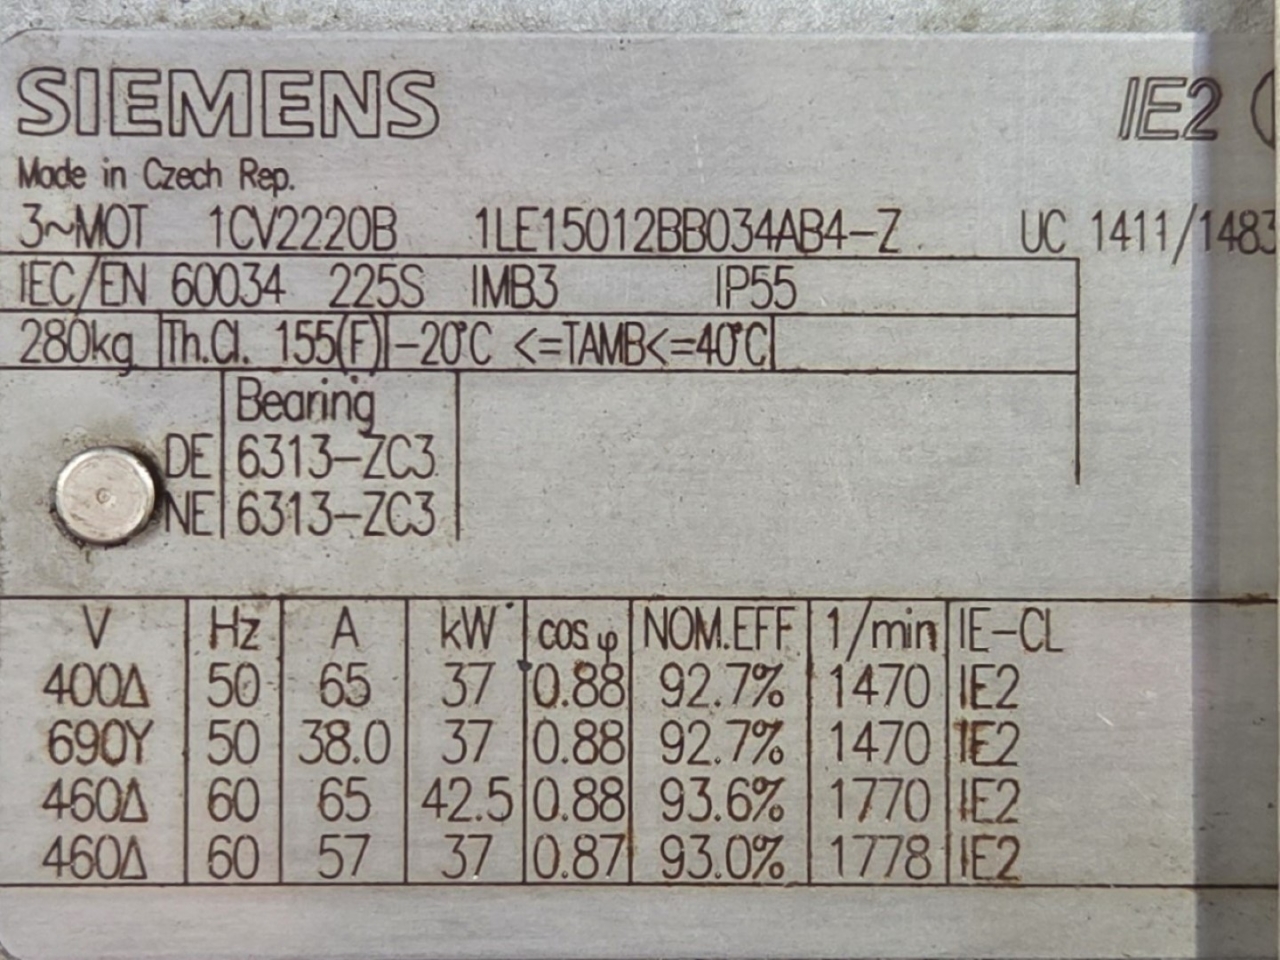 SIEMENS
IE2
Made in Czech Rep.
3~MOT 1CV2220B 1LE15012BB034AB4-Z UC 1411/1483
IEC/EN 60034 225S IMB3 IP55
280kg Th.Cl. 155(F) -20°C <=TAMB<=40°C
Bearing
DE 6313-ZC3
NE 6313-ZC3
V Hz A kW cos φ NOM.EFF 1/min IE-CL
400Δ 50 65 37 0.88 92.7% 1470 IE2
690Y 50 38.0 37 0.88 92.7% 1470 IE2
460Δ 60 65 42.5 0.88 93.6% 1770 IE2
460Δ 60 57 37 0.87 93.0% 1778 IE2